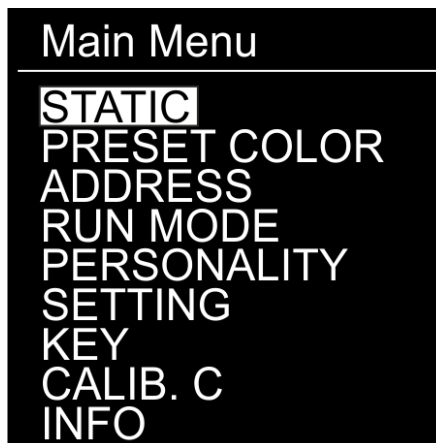 Main Menu
STATIC
PRESET COLOR
ADDRESS
RUN MODE
PERSONALITY
SETTING
KEY
CALIB. C
INFO